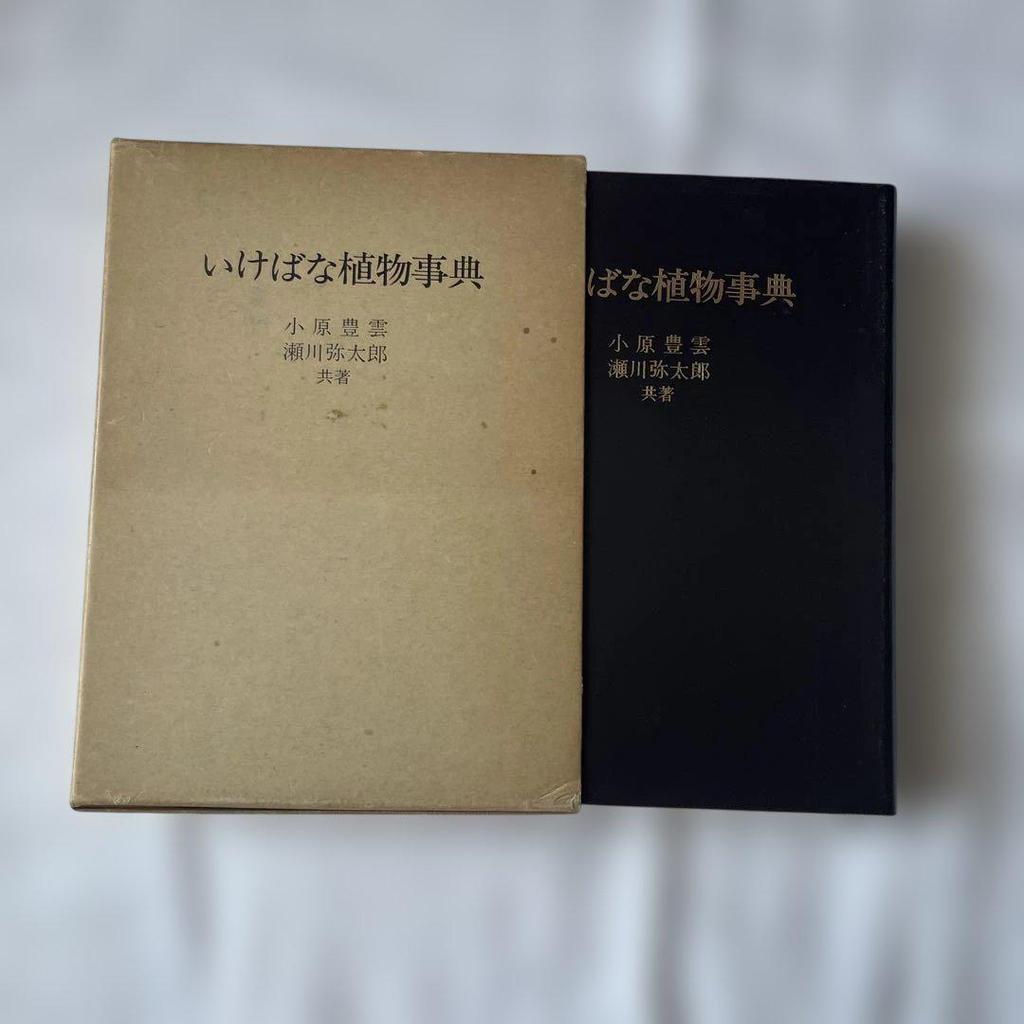 いけばな植物事典
小原豊雲
瀬川弥太郎
共著
ばな植物事典
小原豊雲
瀬川弥太郎
共著